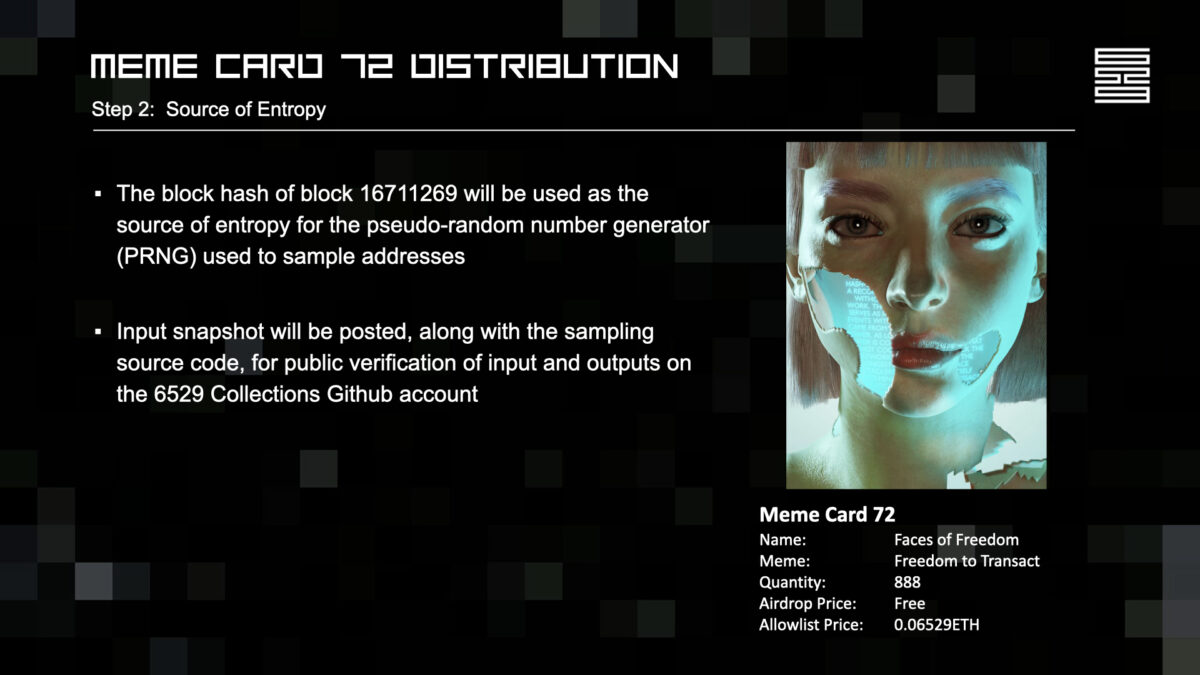 MEME CARD 72 DISTRIBUTION
Step 2: Source of Entropy
▪ The block hash of block 16711269 will be used as the
source of entropy for the pseudo-random number generator
(PRNG) used to sample addresses
▪ Input snapshot will be posted, along with the sampling
source code, for public verification of input and outputs on
the 6529 Collections Github account
Meme Card 72
Name: Faces of Freedom
Meme: Freedom to Transact
Quantity: 888
Airdrop Price: Free
Allowlist Price: 0.06529ETH